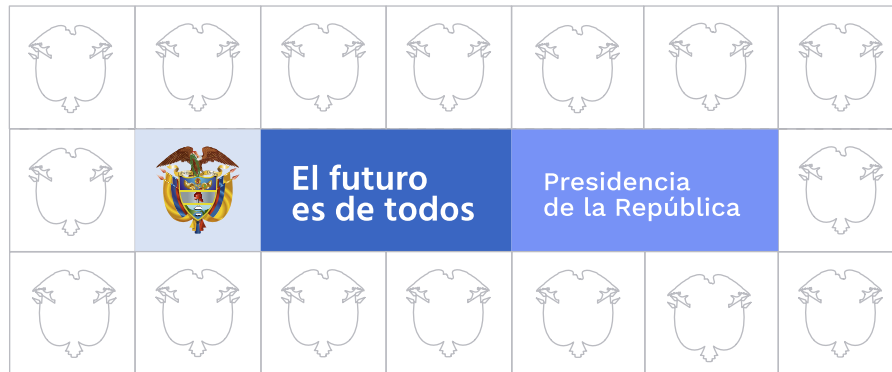 El futuro
es de todos
Presidencia
de la República